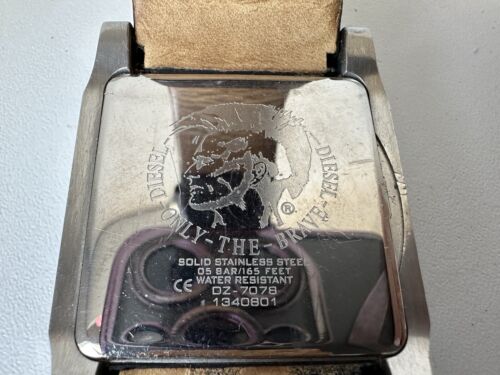 DIESEL-ONLY-THE-BRAVE-DIESEL
®
SOLID STAINLESS STEEL
05 BAR/165 FEET
CE WATER RESISTANT
DZ-7078
1340801